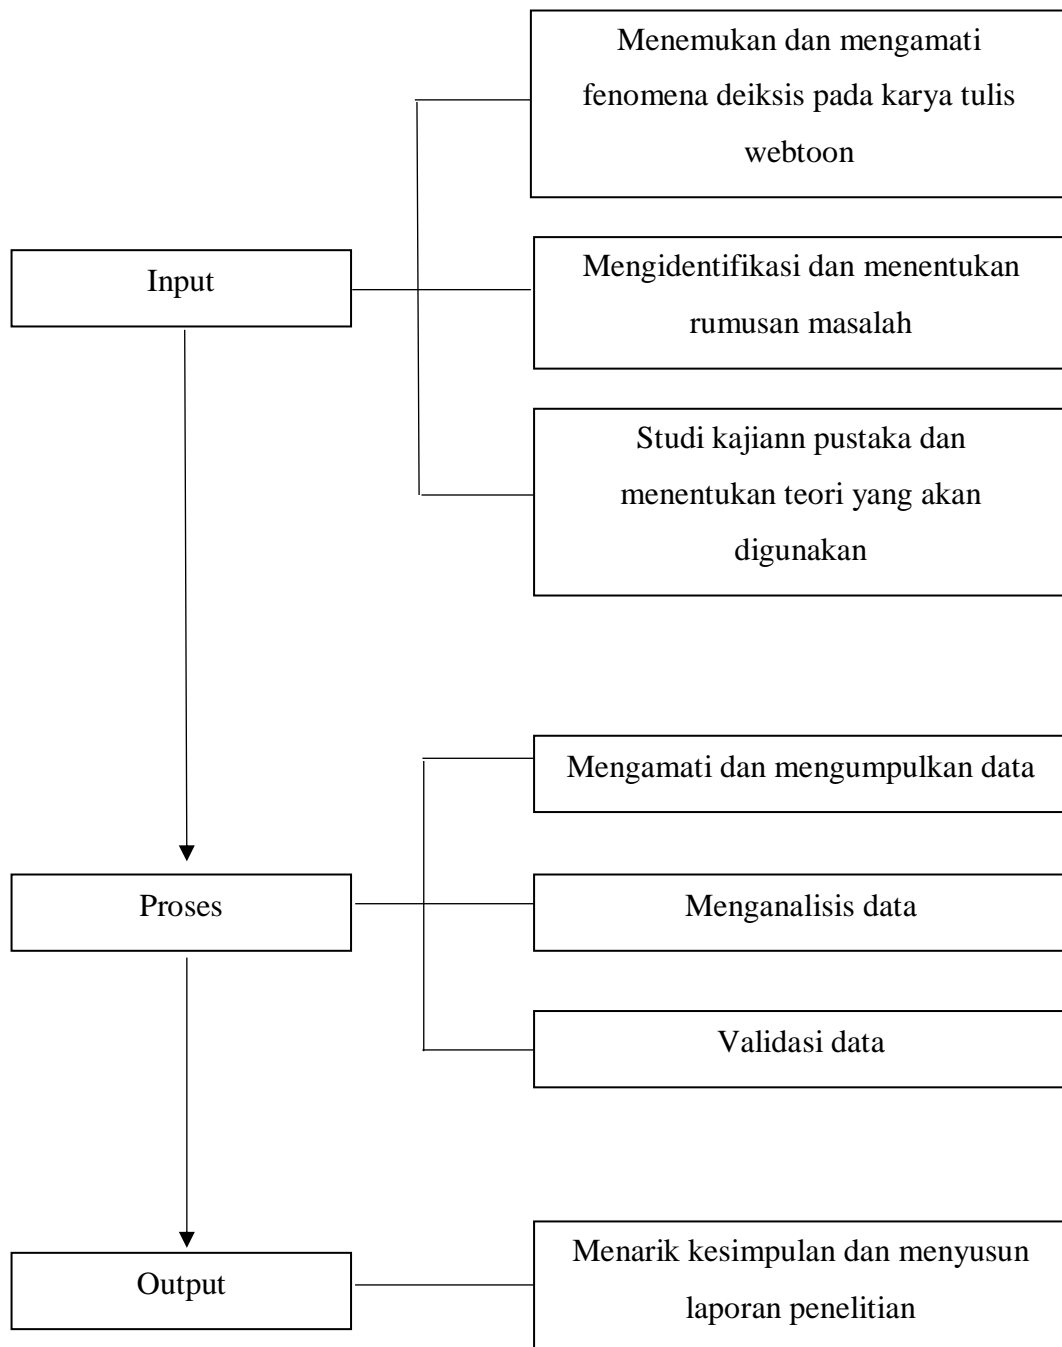 Menemukan dan mengamati
fenomena deiksis pada karya tulis
webtoon
Input
Mengidentifikasi dan menentukan
rumusan masalah
Studi kajiann pustaka dan
menentukan teori yang akan
digunakan
Mengamati dan mengumpulkan data
Proses
Menganalisis data
Validasi data
Output
Menarik kesimpulan dan menyusun
laporan penelitian